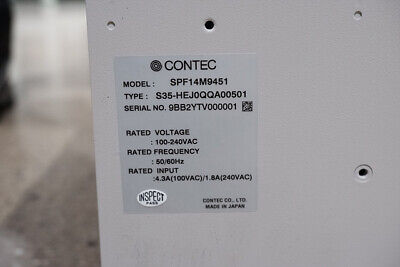 CONTEC
MODEL : SPF14M9451
TYPE : S35-HEJ0QQA00501
SERIAL NO. 9BB2YTV000001
RATED VOLTAGE
: 100-240VAC
RATED FREQUENCY
: 50/60Hz
RATED INPUT
:4.3A(100VAC)/1.8A(240VAC)
INSPECT
PASS
CONTEC CO., LTD.
MADE IN JAPAN